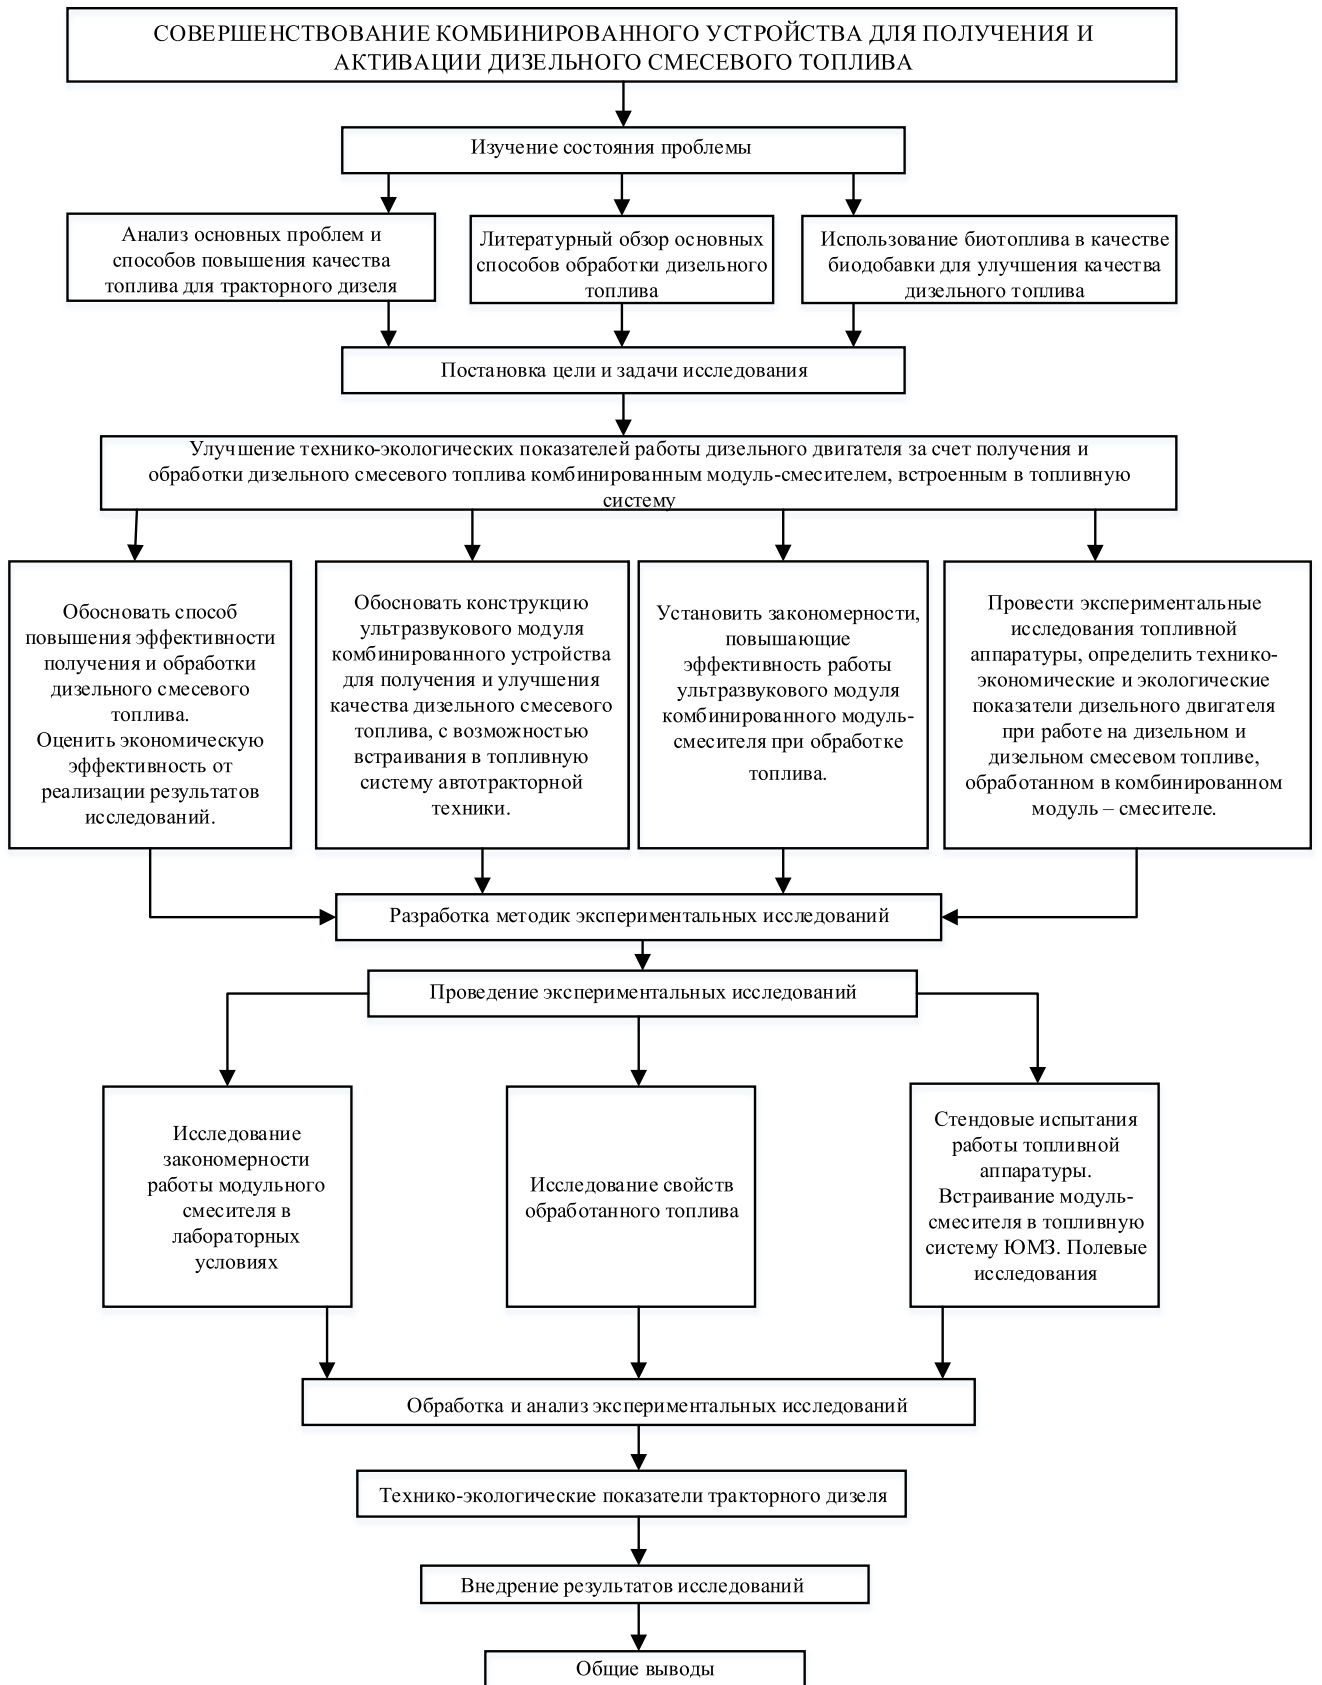 СОВЕРШЕНСТВОВАНИЕ КОМБИНИРОВАННОГО УСТРОЙСТВА ДЛЯ ПОЛУЧЕНИЯ И
АКТИВАЦИИ ДИЗЕЛЬНОГО СМЕСЕВОГО ТОПЛИВА
Изучение состояния проблемы
Анализ основных проблем и
способов повышения качества
топлива для тракторного дизеля
Литературный обзор основных
способов обработки дизельного
топлива
Использование биотоплива в качестве
биодобавки для улучшения качества
дизельного топлива
Постановка цели и задачи исследования
Улучшение технико-экологических показателей работы дизельного двигателя за счет получения и
обработки дизельного смесевого топлива комбинированным модуль-смесителем, встроенным в топливную
систему
Обосновать способ
повышения эффективности
получения и обработки
дизельного смесевого
топлива.
Оценить экономическую
эффективность от
реализации результатов
исследований.
Обосновать конструкцию
ультразвукового модуля
комбинированного устройства
для получения и улучшения
качества дизельного смесевого
топлива, с возможностью
встраивания в топливную
систему автотракторной
техники.
Установить закономерности,
повышающие
эффективность работы
ультразвукового модуля
комбинированного модуль-
смесителя при обработке
топлива.
Провести экспериментальные
исследования топливной
аппаратуры, определить технико-
экономические и экологические
показатели дизельного двигателя
при работе на дизельном и
дизельном смесевом топливе,
обработанном в комбинированном
модуль – смесителе.
Разработка методик экспериментальных исследований
Проведение экспериментальных исследований
Исследование
закономерности
работы модульного
смесителя в
лабораторных
условиях
Исследование свойств
обработанного топлива
Стендовые испытания
работы топливной
аппаратуры.
Встраивание модуль-
смесителя в топливную
систему ЮМЗ. Полевые
исследования
Обработка и анализ экспериментальных исследований
Технико-экологические показатели тракторного дизеля
Внедрение результатов исследований
Общие выводы